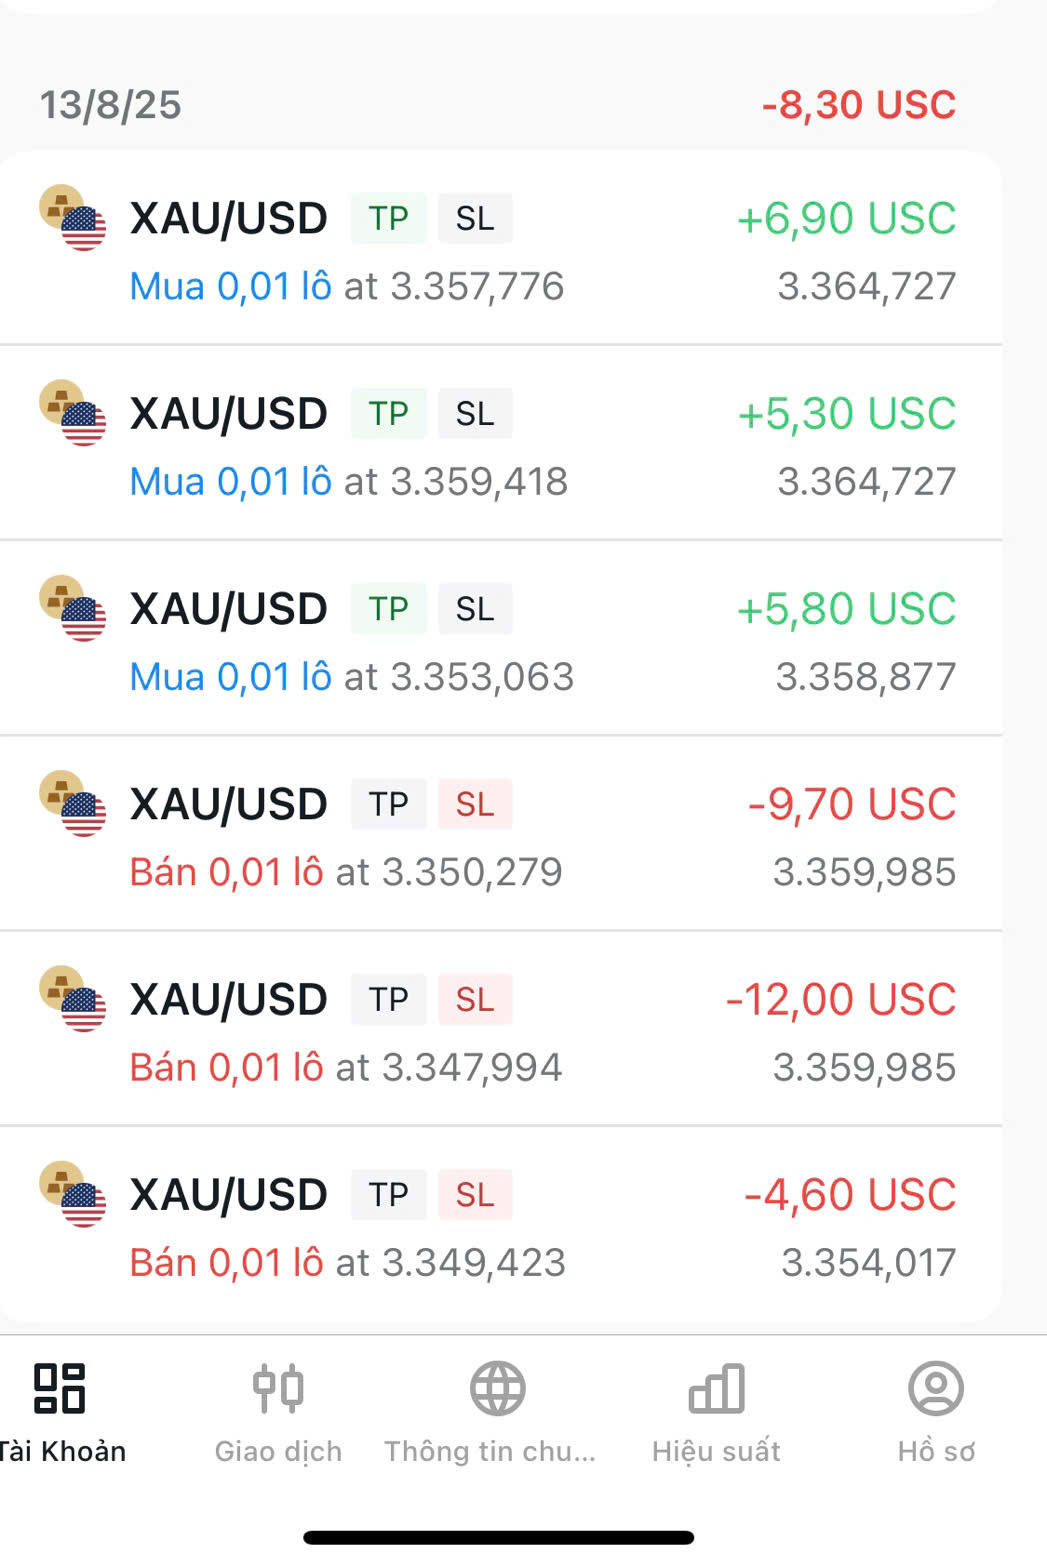 13/8/25 -8,30 USC
XAU/USD TP SL +6,90 USC
Mua 0,01 lô at 3.357,776 3.364,727
XAU/USD TP SL +5,30 USC
Mua 0,01 lô at 3.359,418 3.364,727
XAU/USD TP SL +5,80 USC
Mua 0,01 lô at 3.353,063 3.358,877
XAU/USD TP SL -9,70 USC
Bán 0,01 lô at 3.350,279 3.359,985
XAU/USD TP SL -12,00 USC
Bán 0,01 lô at 3.347,994 3.359,985
XAU/USD TP SL -4,60 USC
Bán 0,01 lô at 3.349,423 3.354,017
Tài Khoản Giao dịch Thông tin chu... Hiệu suất Hồ sơ